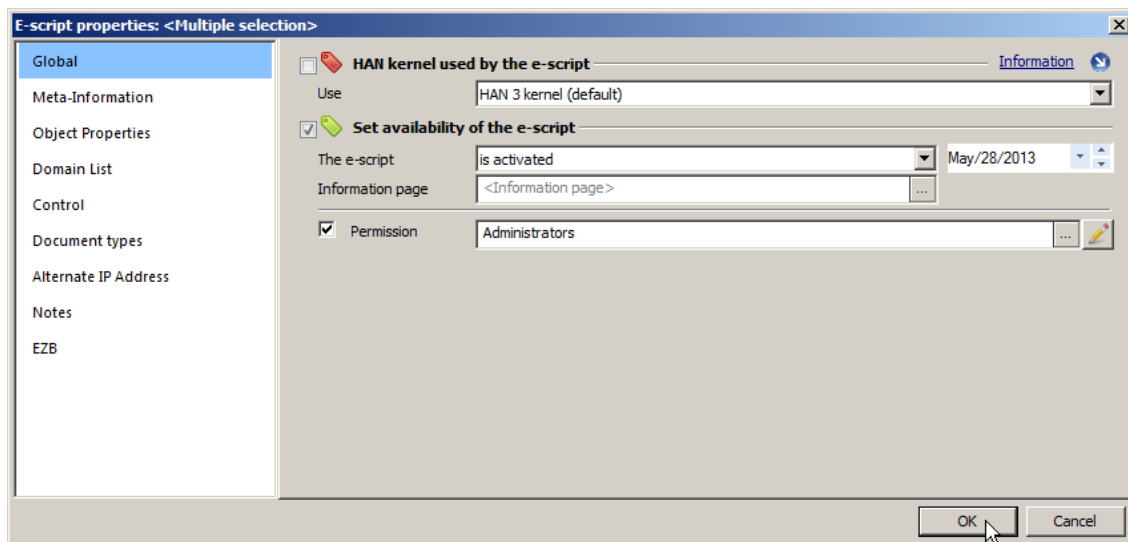 E-script properties: <Multiple selection>
Global
Meta-Information
Object Properties
Domain List
Control
Document types
Alternate IP Address
Notes
EZB
HAN kernel used by the e-script
Information
Use
HAN 3 kernel (default)
Set availability of the e-script
The e-script
is activated
May/28/2013
Information page
<Information page>
...
Permission
Administrators
...
OK
Cancel